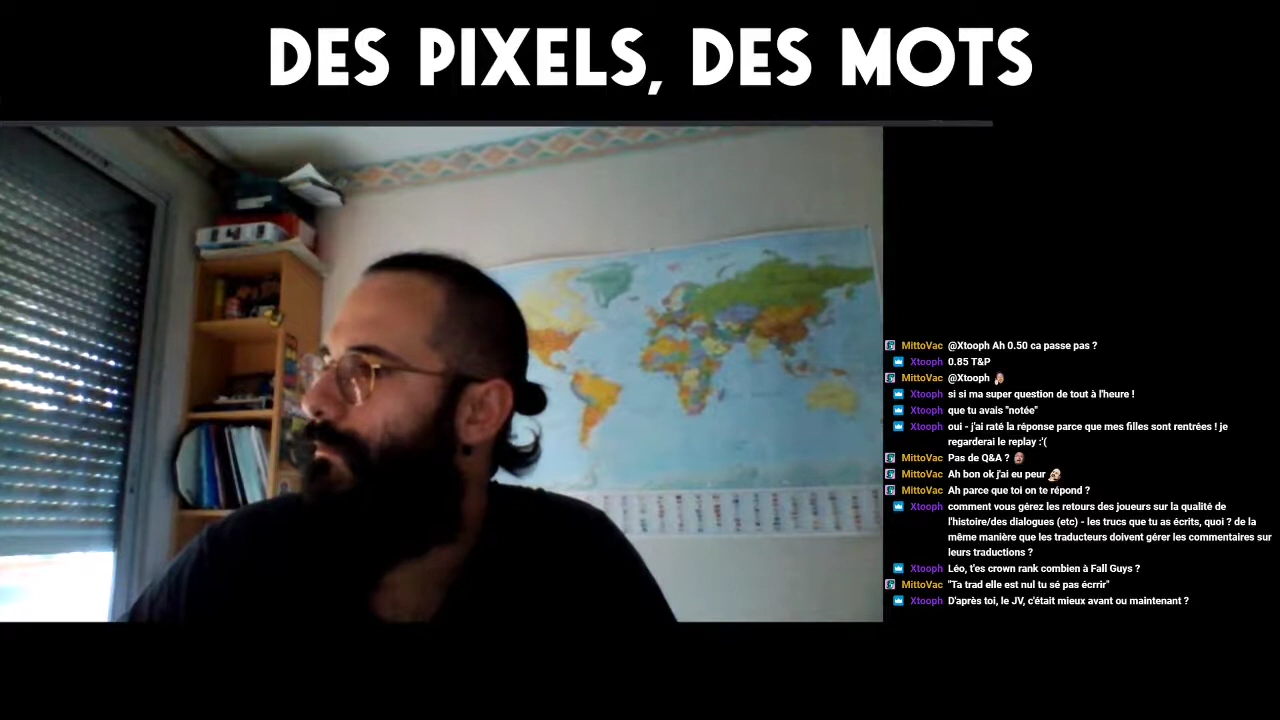 DES PIXELS, DES MOTS
MittoVac @Xtooph Ah 0.50 ca passe pas ?
Xtooph 0.85 T&P
MittoVac @Xtooph
Xtooph si si ma super question de tout à l'heure !
Xtooph que tu avais "notée"
Xtooph oui - j'ai raté la réponse parce que mes filles sont rentrées ! je
regarderai le replay :'(
MittoVac Pas de Q&A ?
MittoVac Ah bon ok j'ai eu peur
MittoVac Ah parce que toi on te répond ?
Xtooph comment vous gérez les retours des joueurs sur la qualité de
l'histoire/des dialogues (etc) - les trucs que tu as écrits, quoi ? de la
même manière que les traducteurs doivent gérer les commentaires sur
leurs traductions ?
Xtooph Léo, t'es crown rank combien à Fall Guys ?
MittoVac "Ta trad elle est nul tu sé pas écrrir"
Xtooph D'après toi, le JV, c'était mieux avant ou maintenant ?